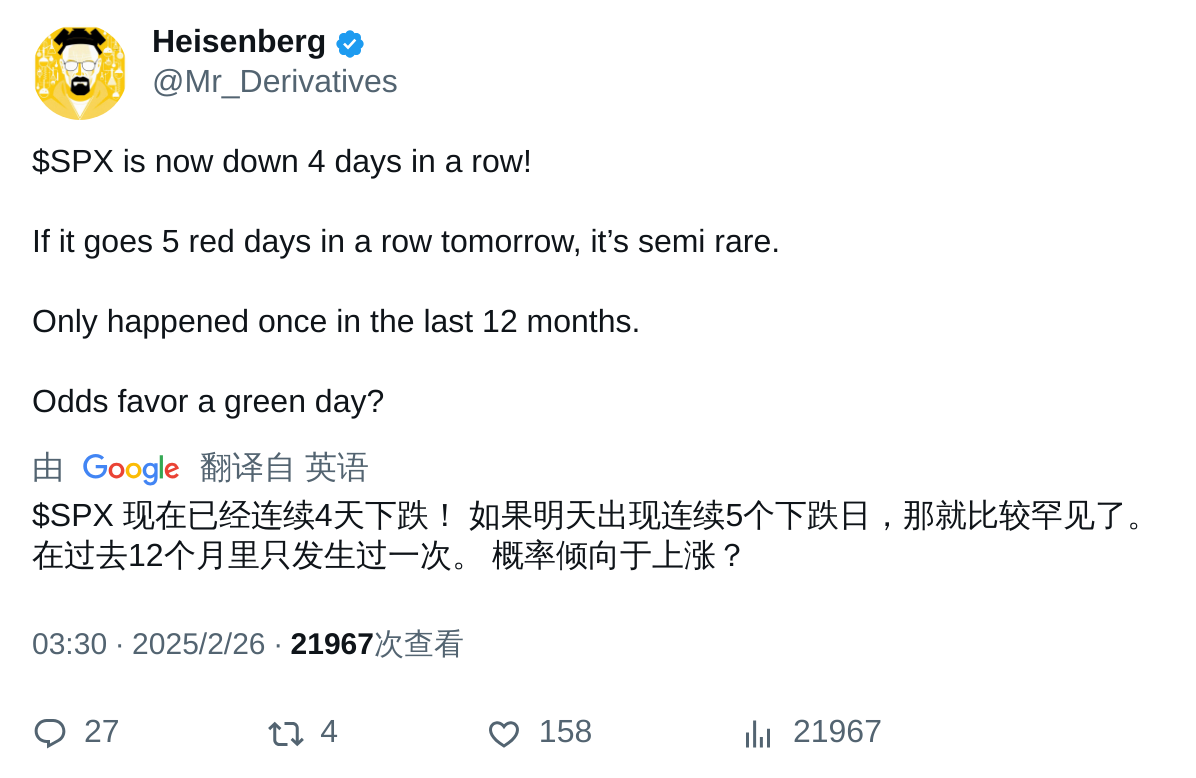 Heisenberg
@Mr_Derivatives
$SPX is now down 4 days in a row!
If it goes 5 red days in a row tomorrow, it’s semi rare.
Only happened once in the last 12 months.
Odds favor a green day?
由 Google 翻译自 英语
$SPX 现在已经连续4天下跌！ 如果明天出现连续5个下跌日，那就比较罕见了。
在过去12个月里只发生过一次。 概率倾向于上涨？
03:30 · 2025/2/26 · 21967次查看
27 4 158 21967